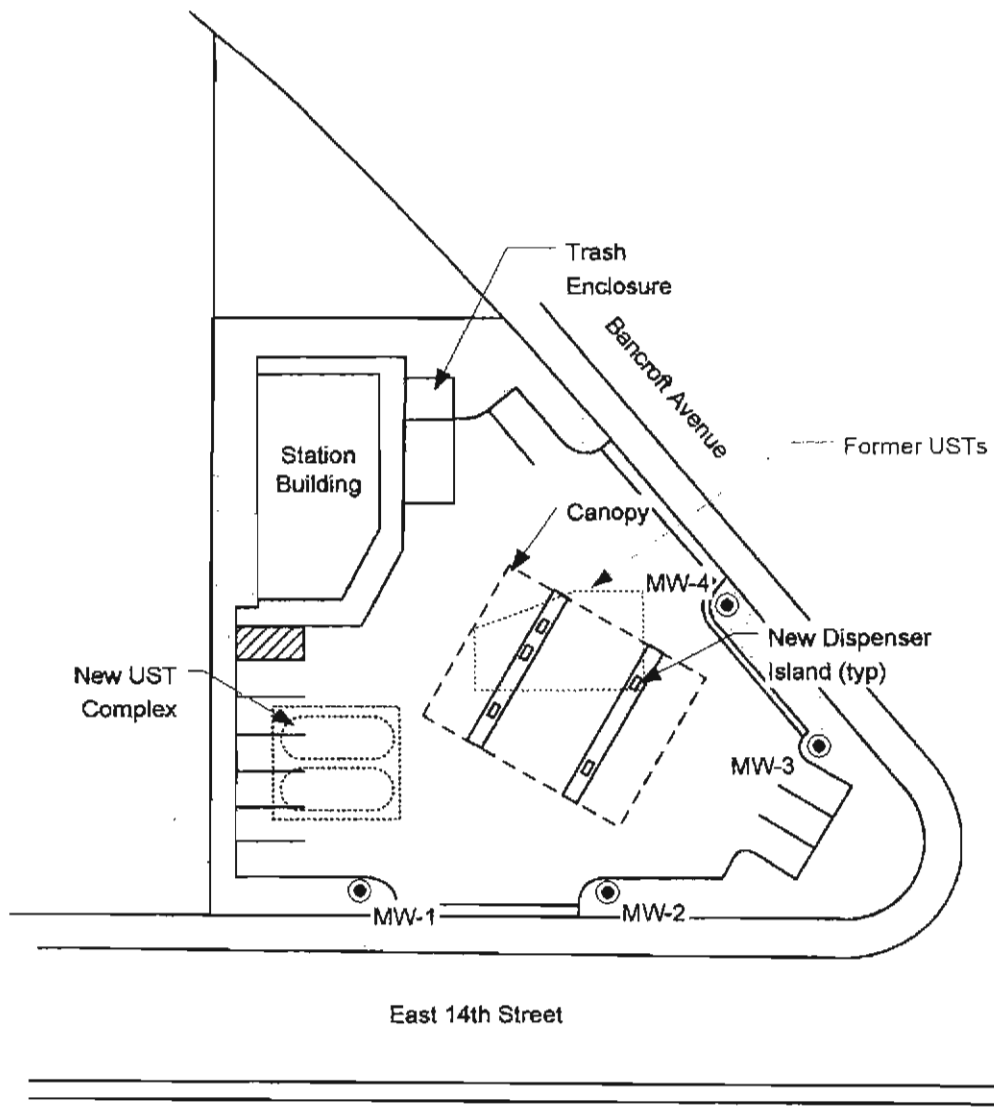 Trash
Enclosure
Bancroft Avenue
Former USTs
Station
Building
Canopy
MW-4
New Dispenser
Island (typ)
New UST
Complex
MW-3
MW-1
MW-2
East 14th Street